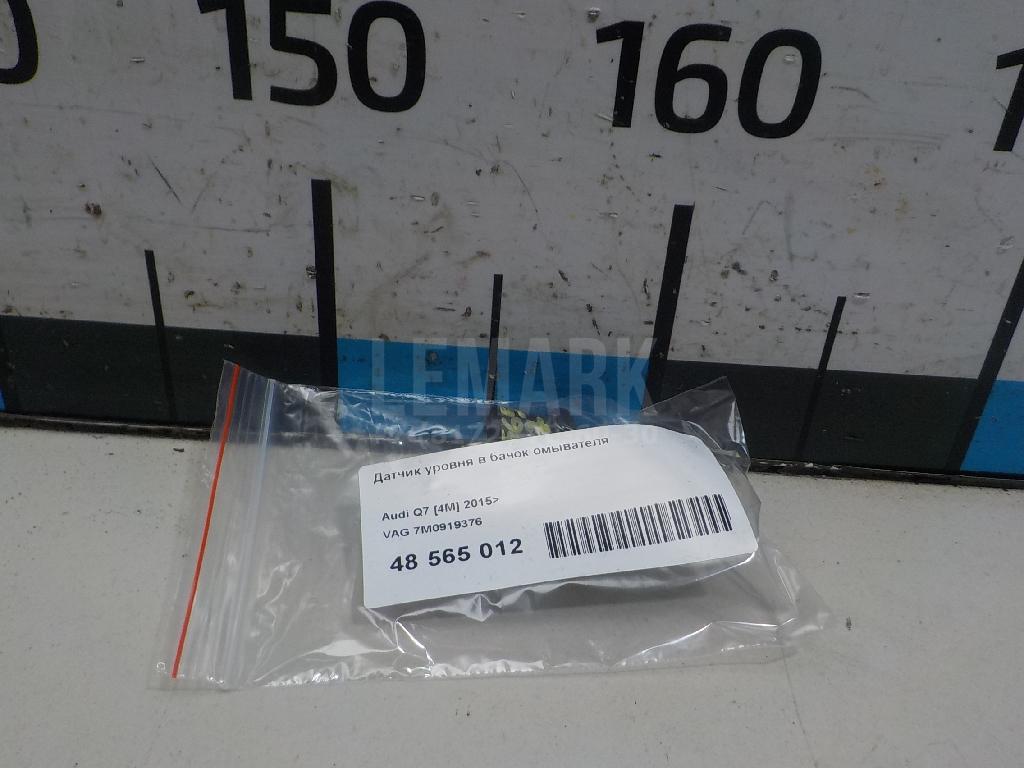 150
160
LEMARK
Датчик уровня в бачок омывателя
Audi Q7 [4M] 2015>
VAG 7M0919376
48 565 012